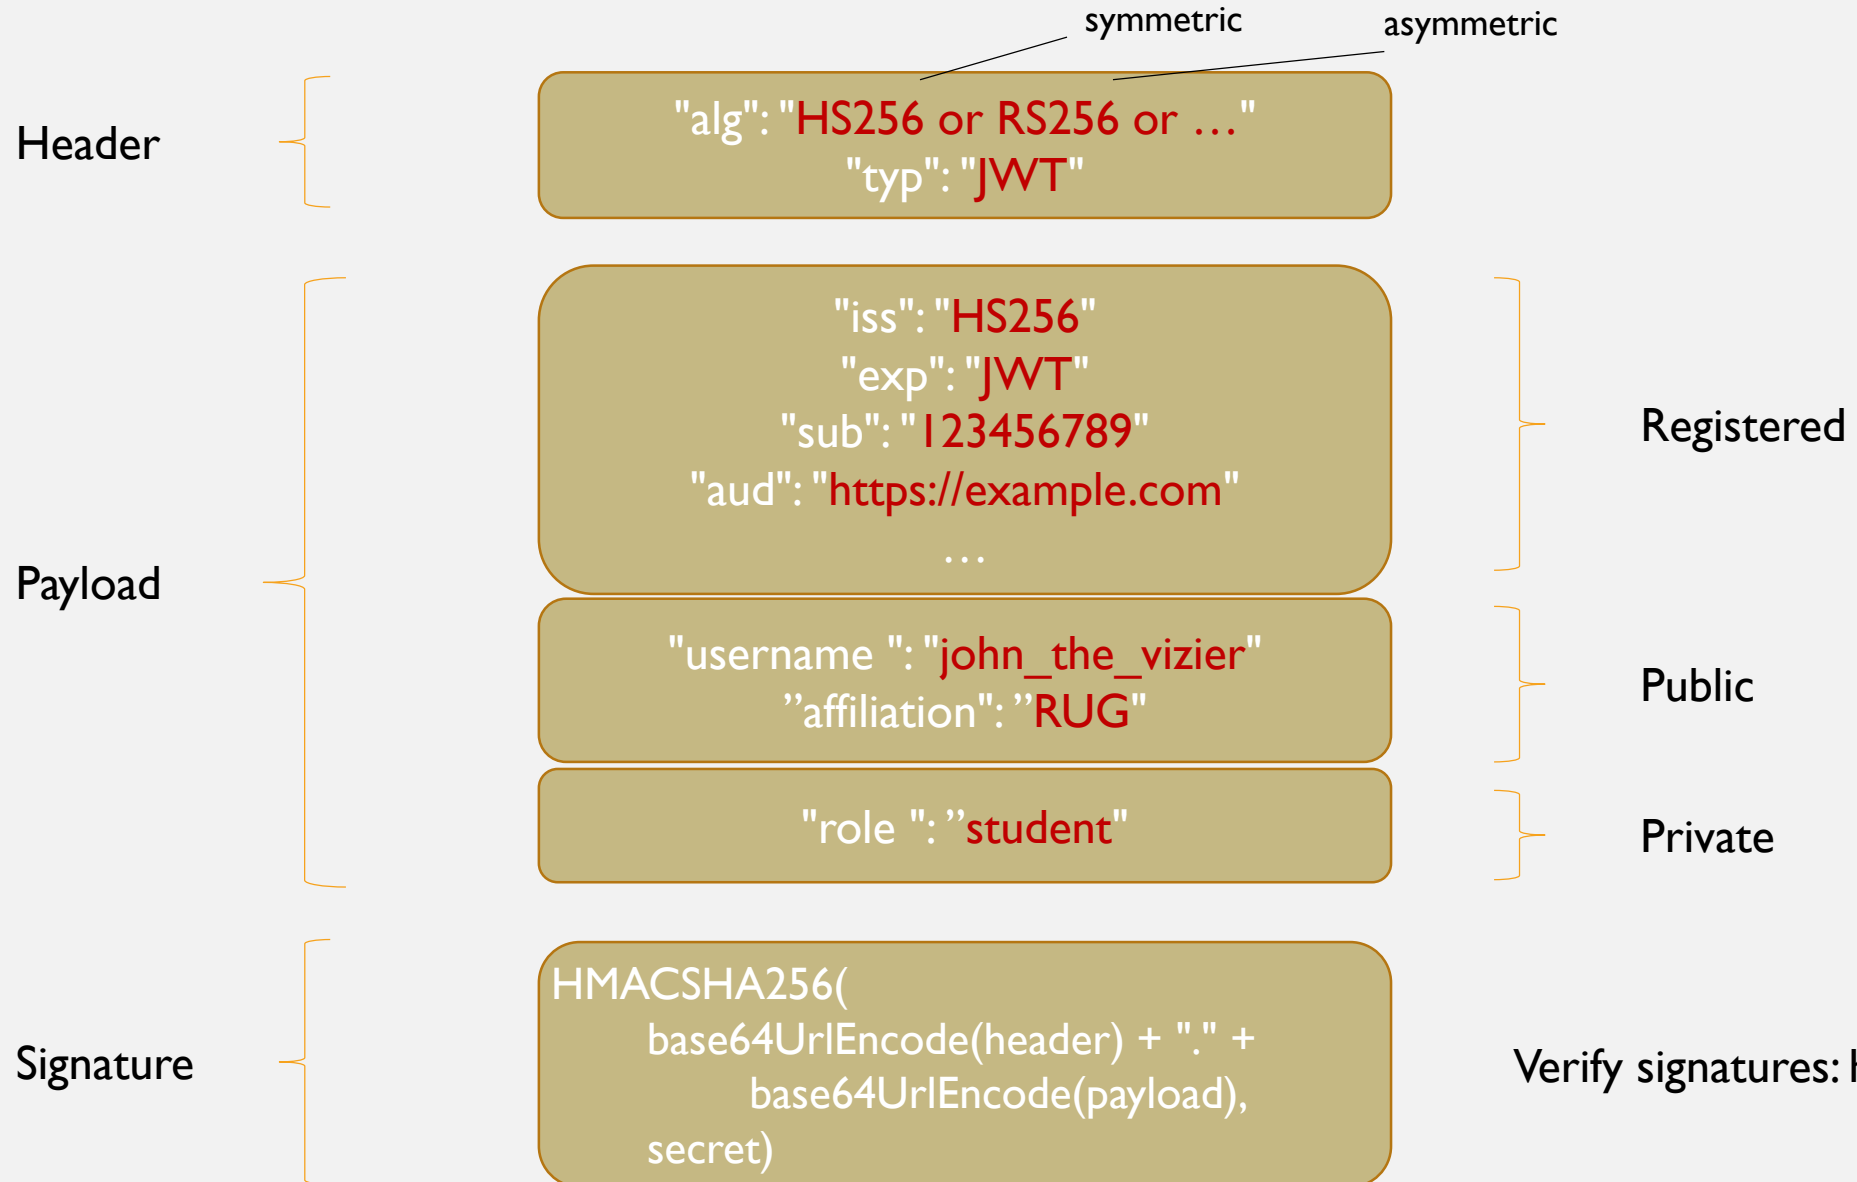 symmetric
asymmetric
Header
"alg": "HS256 or RS256 or …"
"typ": "JWT"
Payload
"iss": "HS256"
"exp": "JWT"
"sub": "123456789"
"aud": "https://example.com"
…
Registered
"username ": "john_the_vizier"
”affiliation": ”RUG"
Public
"role ": ”student"
Private
Signature
HMACSHA256(
base64UrlEncode(header) + "." +
base64UrlEncode(payload),
secret)
Verify signatures: